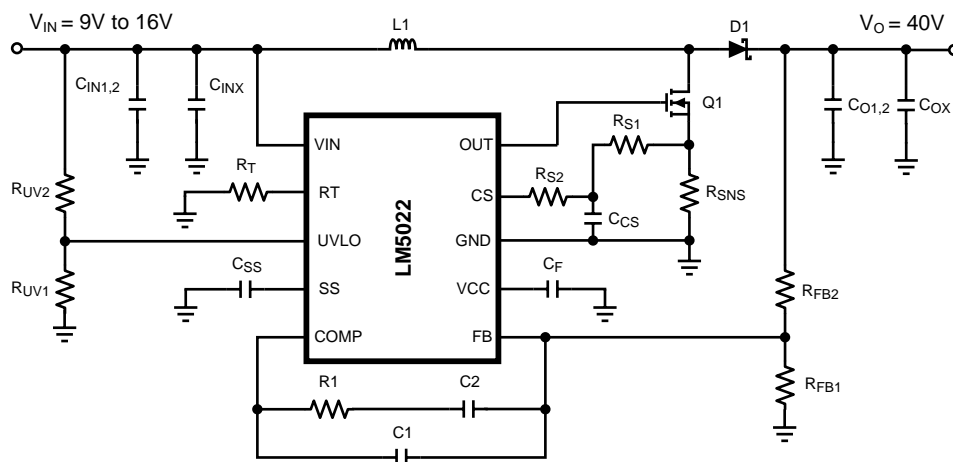 VIN = 9V to 16V
L1
D1
VO = 40V
CIN1,2
CINX
Q1
CO1,2
COX
VIN
OUT
RS1
RT
RT
RS2
CS
RSNS
RUV2
CCS
UVLO
GND
LM5022
CSS
CF
RUV1
SS
VCC
RFB2
COMP
FB
R1
C2
RFB1
C1